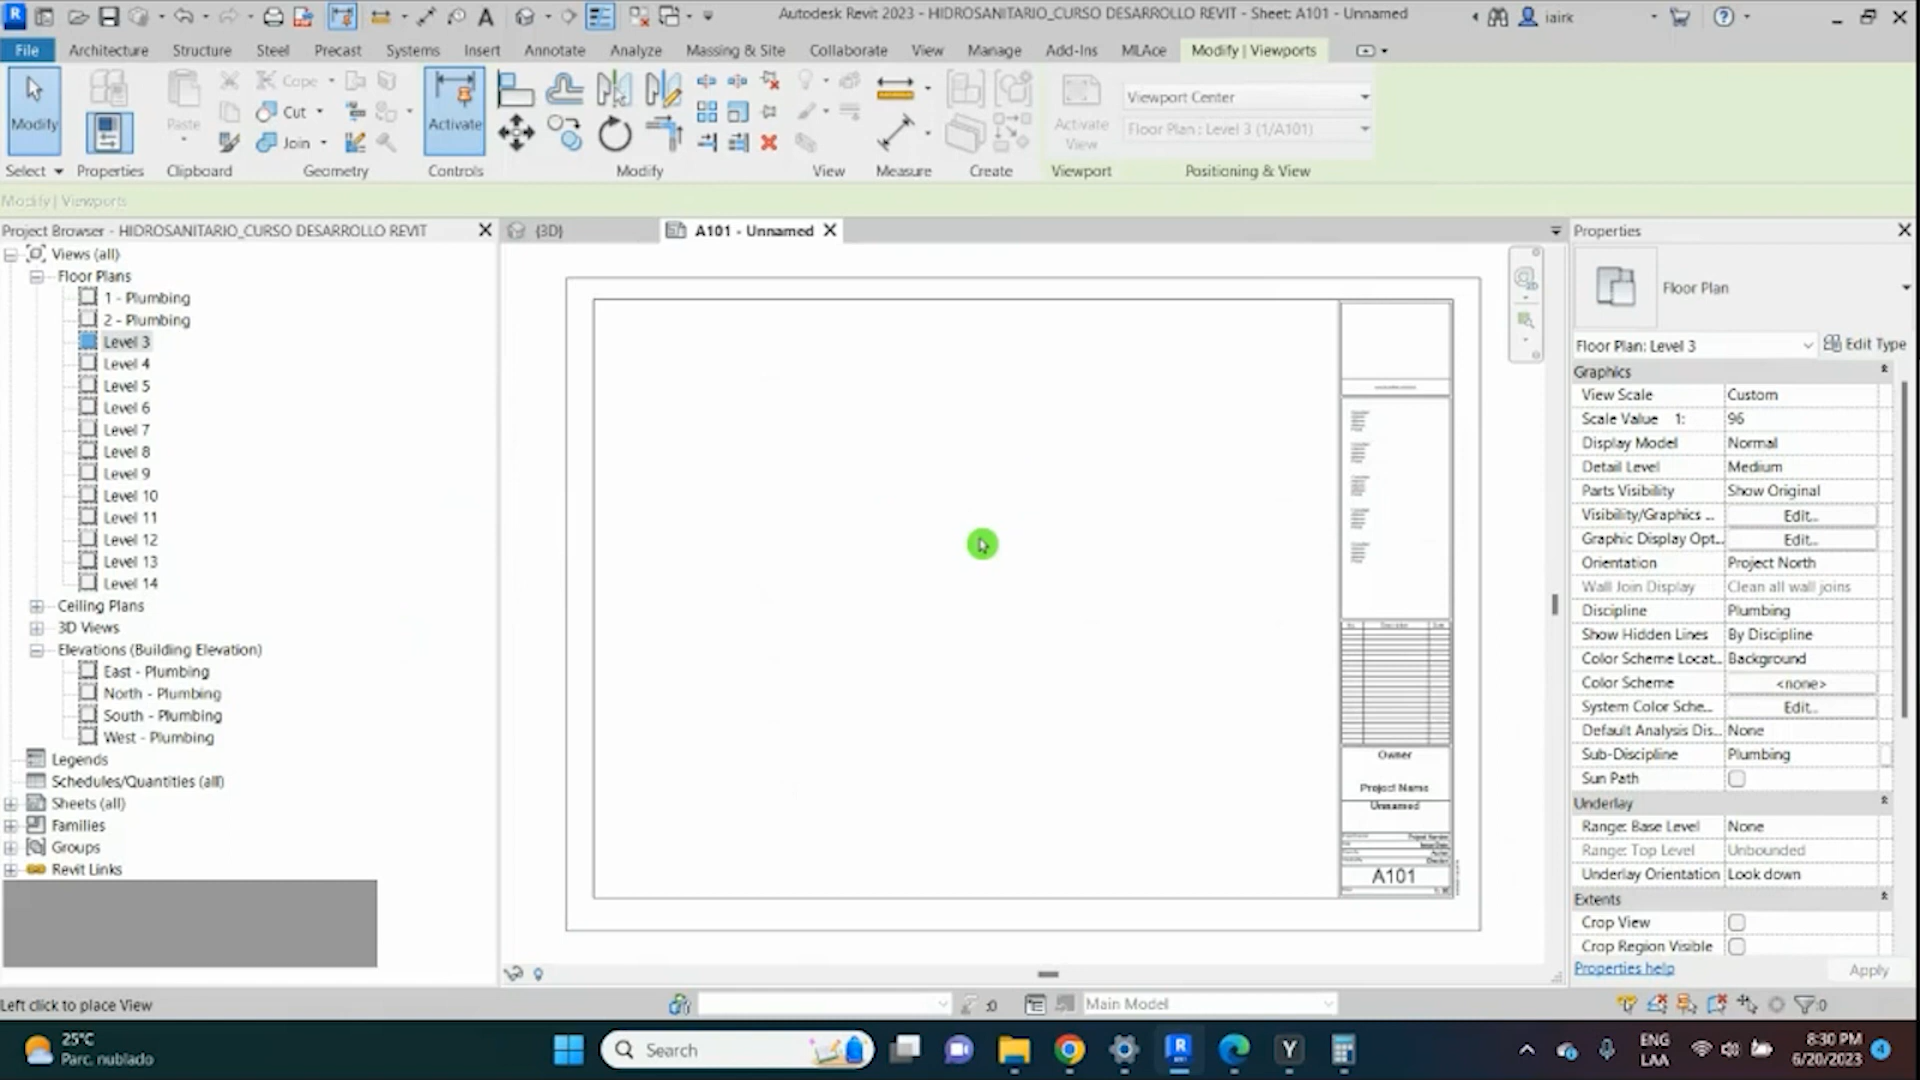 Autodesk Revit 2023 - HIDROSANITARIO_CURSO DESARROLLO REVIT - Sheet: A101 - Unnamed
iairk
File Architecture Structure Steel Precast Systems Insert Annotate Analyze Massing & Site Collaborate View Manage Add-Ins MLAce Modify | Viewports
Modify
Paste
Cope
Cut
Join
Activate
Activate View
Viewport Center
Floor Plan : Level 3 (1/A101)
Select Properties Clipboard Geometry Controls Modify View Measure Create Viewport Positioning & View
Modify | Viewports
Project Browser - HIDROSANITARIO_CURSO DESARROLLO REVIT
Views (all)
Floor Plans
1 - Plumbing
2 - Plumbing
Level 3
Level 4
Level 5
Level 6
Level 7
Level 8
Level 9
Level 10
Level 11
Level 12
Level 13
Level 14
Ceiling Plans
3D Views
Elevations (Building Elevation)
East - Plumbing
North - Plumbing
South - Plumbing
West - Plumbing
Legends
Schedules/Quantities (all)
Sheets (all)
Families
Groups
Revit Links
{3D}
A101 - Unnamed
Owner
Project Name
Unnamed
A101
Properties
Floor Plan
Floor Plan: Level 3 Edit Type
Graphics
View Scale Custom
Scale Value 1: 96
Display Model Normal
Detail Level Medium
Parts Visibility Show Original
Visibility/Graphics ... Edit...
Graphic Display Opt... Edit...
Orientation Project North
Wall Join Display Clean all wall joins
Discipline Plumbing
Show Hidden Lines By Discipline
Color Scheme Locat... Background
Color Scheme <none>
System Color Sche... Edit...
Default Analysis Dis... None
Sub-Discipline Plumbing
Sun Path
Underlay
Range: Base Level None
Range: Top Level Unbounded
Underlay Orientation Look down
Extents
Crop View
Crop Region Visible
Properties help Apply
Left click to place View
:0
Main Model
:0
25°C
Parc. nublado
Search
ENG
LAA
8:30 PM
6/20/2023
4